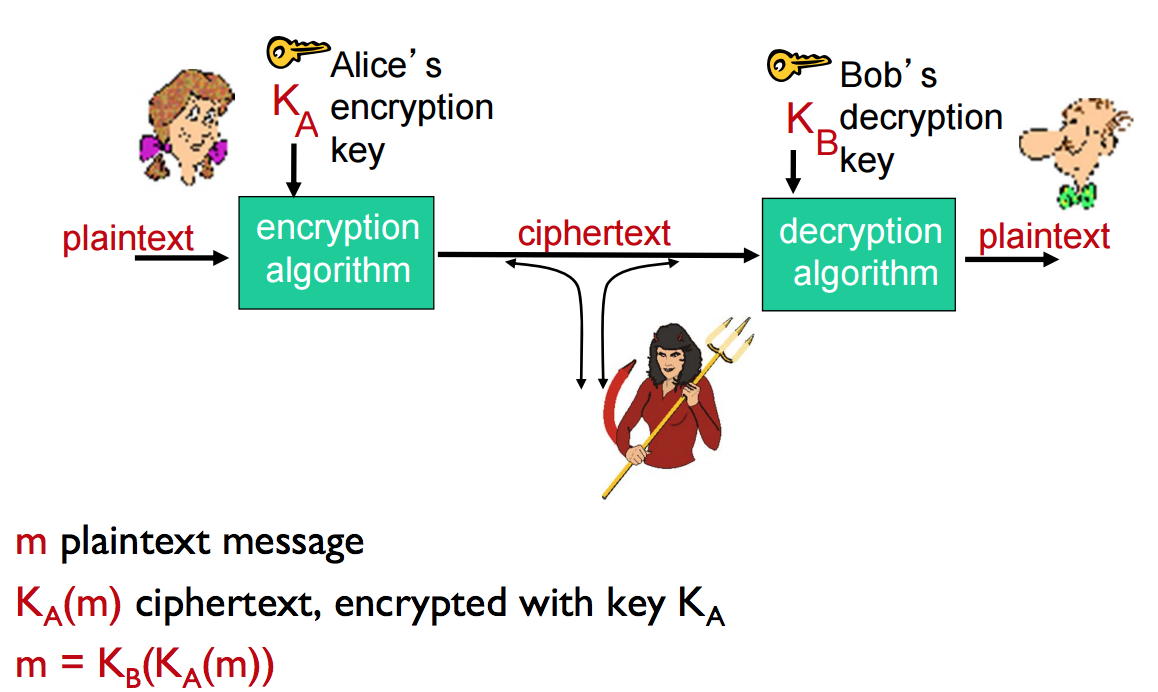 Alice's
K_A encryption
key
Bob's
K_B decryption
key
plaintext
encryption
algorithm
ciphertext
decryption
algorithm
plaintext
m plaintext message
K_A(m) ciphertext, encrypted with key K_A
m = K_B(K_A(m))